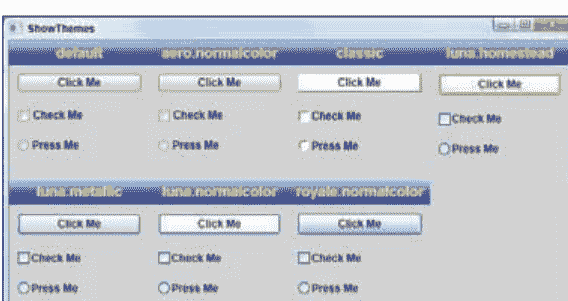 ShowThemes
default aero.normalcolor classic luna.homestead
Click Me Click Me Click Me Click Me
Check Me Check Me Check Me Check Me
Press Me Press Me Press Me Press Me
luna.metallic luna.normalcolor royale.normalcolor
Click Me Click Me Click Me
Check Me Check Me Check Me
Press Me Press Me Press Me